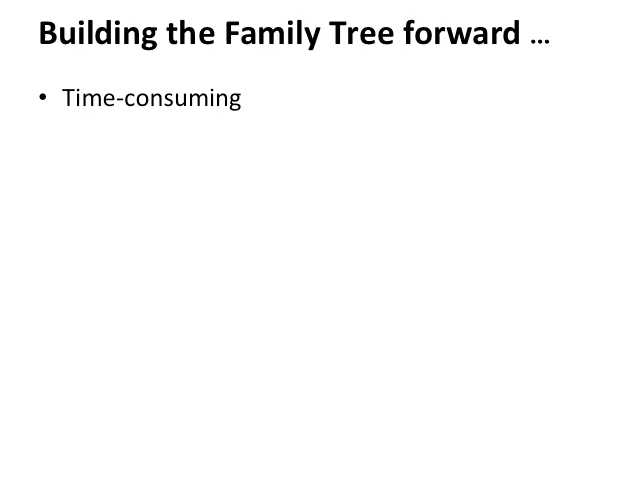 Building the Family Tree forward …
• Time-consuming